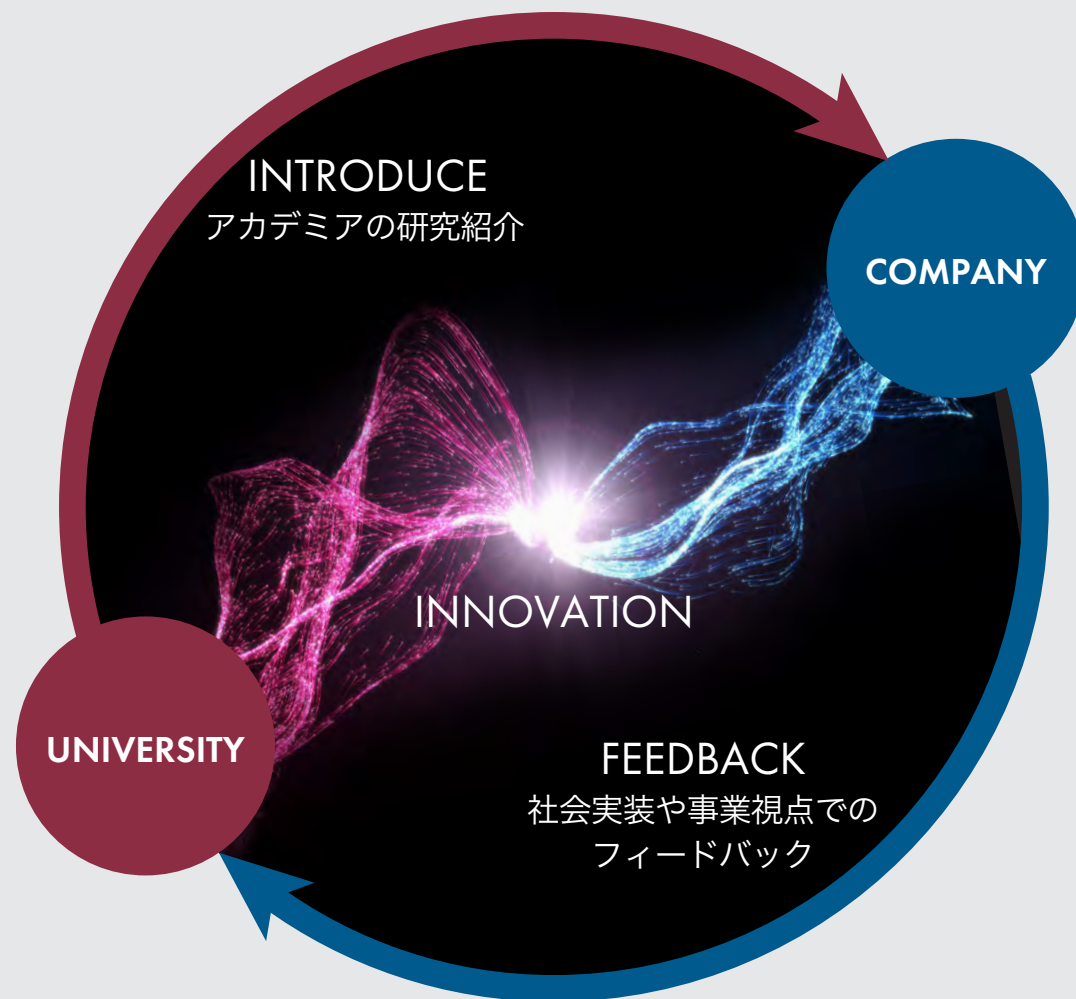 INTRODUCE
アカデミアの研究紹介
COMPANY
INNOVATION
UNIVERSITY
FEEDBACK
社会実装や事業視点での
フィードバック